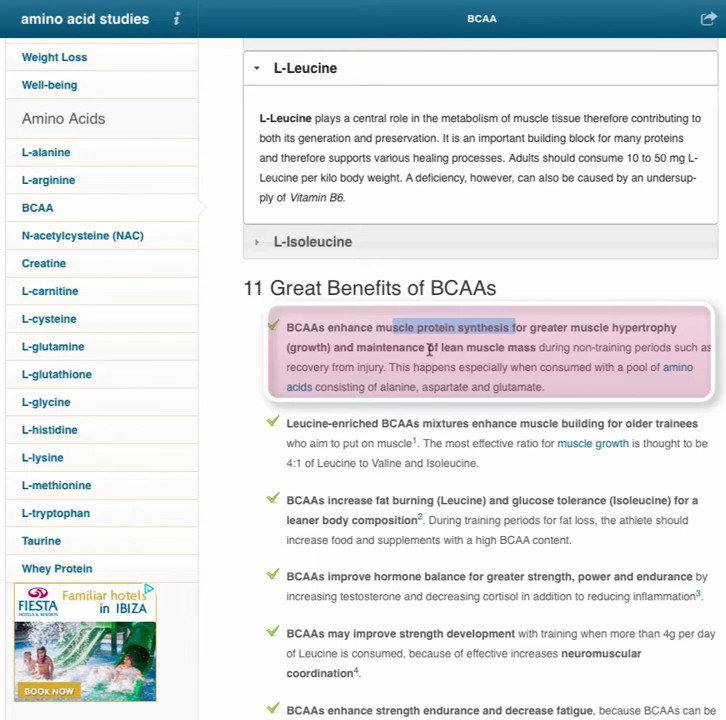 amino acid studies
i
BCAA
Weight Loss
Well-being
Amino Acids
L-alanine
L-arginine
BCAA
N-acetylcysteine (NAC)
Creatine
L-carnitine
L-cysteine
L-glutamine
L-glutathione
L-glycine
L-histidine
L-lysine
L-methionine
L-tryptophan
Taurine
Whey Protein
FIESTA
HOTELS & RESORTS
Familiar hotels
in IBIZA
BOOK NOW
L-Leucine
L-Leucine plays a central role in the metabolism of muscle tissue therefore contributing to
both its generation and preservation. It is an important building block for many proteins
and therefore supports various healing processes. Adults should consume 10 to 50 mg L-
Leucine per kilo body weight. A deficiency, however, can also be caused by an undersup-
ply of Vitamin B6.
L-Isoleucine
11 Great Benefits of BCAAs
BCAAs enhance muscle protein synthesis for greater muscle hypertrophy
(growth) and maintenance of lean muscle mass during non-training periods such as
recovery from injury. This happens especially when consumed with a pool of amino
acids consisting of alanine, aspartate and glutamate.
Leucine-enriched BCAAs mixtures enhance muscle building for older trainees
who aim to put on muscle1. The most effective ratio for muscle growth is thought to be
4:1 of Leucine to Valine and Isoleucine.
BCAAs increase fat burning (Leucine) and glucose tolerance (Isoleucine) for a
leaner body composition2. During training periods for fat loss, the athlete should
increase food and supplements with a high BCAA content.
BCAAs improve hormone balance for greater strength, power and endurance by
increasing testosterone and decreasing cortisol in addition to reducing inflammation3.
BCAAs may improve strength development with training when more than 4g per day
of Leucine is consumed, because of effective increases neuromuscular
coordination4.
BCAAs enhance strength endurance and decrease fatigue, because BCAAs can be